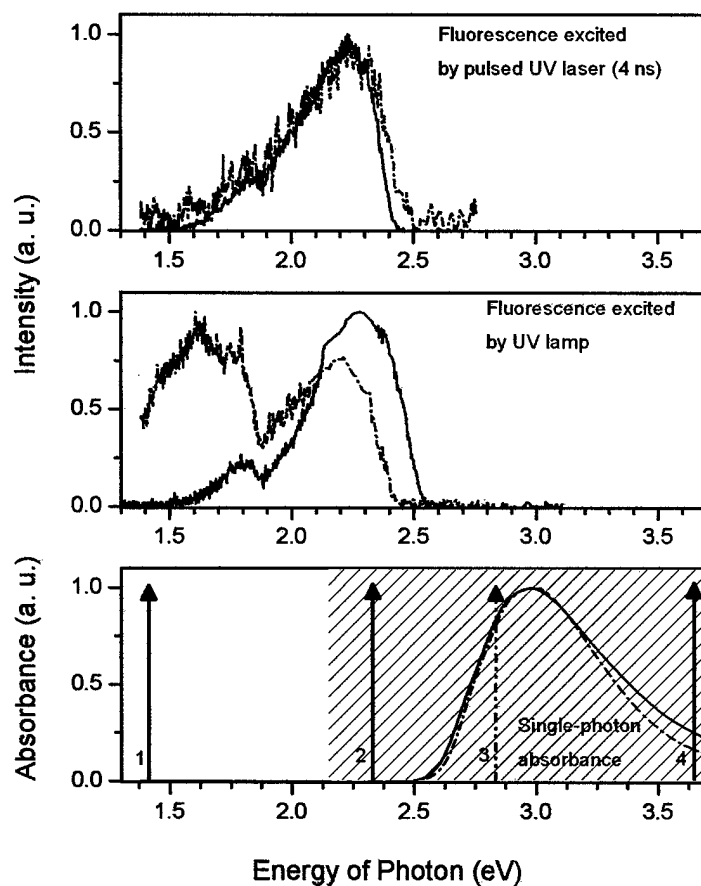 Fluorescence excited
by pulsed UV laser (4 ns)
1.0
0.5
0.0
1.5 2.0 2.5 3.0 3.5
Intensity (a. u.)
Fluorescence excited
by UV lamp
1.0
0.5
0.0
1.5 2.0 2.5 3.0 3.5
Absorbance (a. u.)
1.0
0.5
0.0
1 2 3 4
Single-photon
absorbance
1.5 2.0 2.5 3.0 3.5
Energy of Photon (eV)